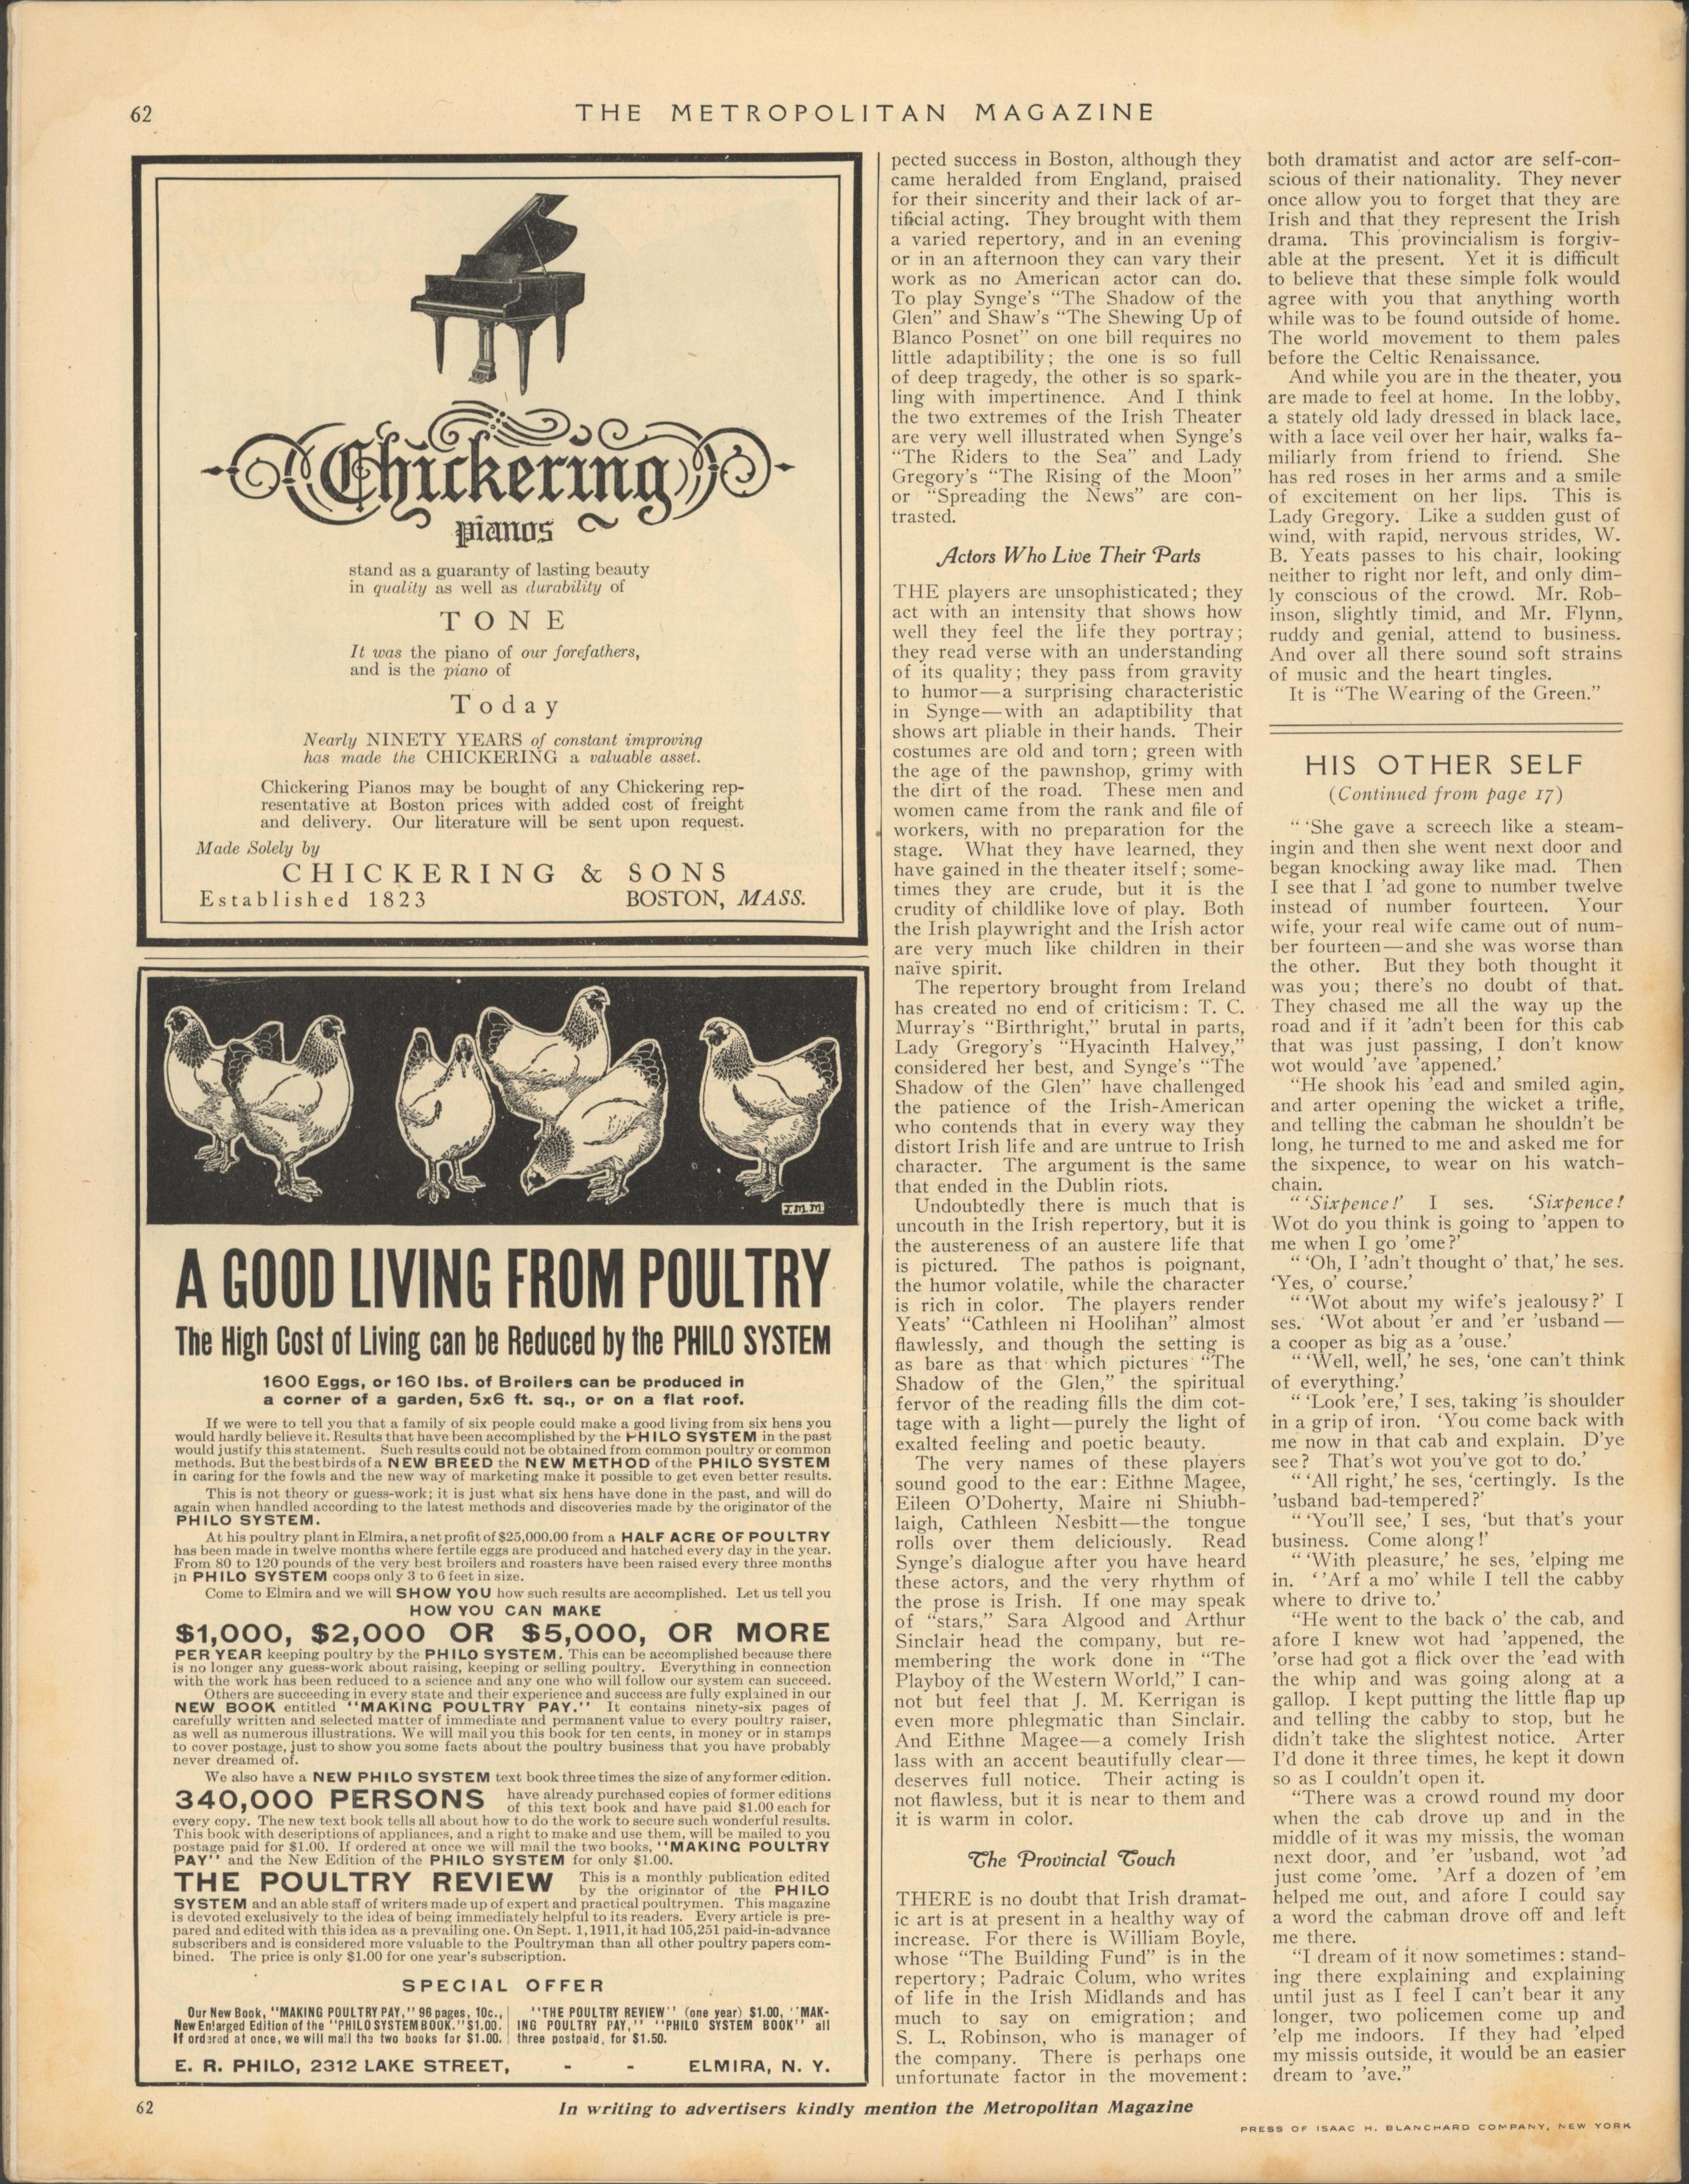 62
THE METROPOLITAN MAGAZINE
Chickering
pianos
stand as a guaranty of lasting beauty
in quality as well as durability of
TONE
It was the piano of our forefathers,
and is the piano of
Today
Nearly NINETY YEARS of constant improving
has made the CHICKERING a valuable asset.
Chickering Pianos may be bought of any Chickering rep-
resentative at Boston prices with added cost of freight
and delivery. Our literature will be sent upon request.
Made Solely by
CHICKERING & SONS
Established 1823 BOSTON, MASS.
J.M.M
A GOOD LIVING FROM POULTRY
The High Cost of Living can be Reduced by the PHILO SYSTEM
1600 Eggs, or 160 lbs. of Broilers can be produced in
a corner of a garden, 5x6 ft. sq., or on a flat roof.
If we were to tell you that a family of six people could make a good living from six hens you
would hardly believe it. Results that have been accomplished by the PHILO SYSTEM in the past
would justify this statement. Such results could not be obtained from common poultry or common
methods. But the best birds of a NEW BREED the NEW METHOD of the PHILO SYSTEM
in caring for the fowls and the new way of marketing make it possible to get even better results.
This is not theory or guess-work; it is just what six hens have done in the past, and will do
again when handled according to the latest methods and discoveries made by the originator of the
PHILO SYSTEM.
At his poultry plant in Elmira, a net profit of $25,000.00 from a HALF ACRE OF POULTRY
has been made in twelve months where fertile eggs are produced and hatched every day in the year.
From 80 to 120 pounds of the very best broilers and roasters have been raised every three months
in PHILO SYSTEM coops only 3 to 6 feet in size.
Come to Elmira and we will SHOW YOU how such results are accomplished. Let us tell you
HOW YOU CAN MAKE
$1,000, $2,000 OR $5,000, OR MORE
PER YEAR keeping poultry by the PHILO SYSTEM. This can be accomplished because there
is no longer any guess-work about raising, keeping or selling poultry. Everything in connection
with the work has been reduced to a science and any one who will follow our system can succeed.
Others are succeeding in every state and their experience and success are fully explained in our
NEW BOOK entitled "MAKING POULTRY PAY." It contains ninety-six pages of
carefully written and selected matter of immediate and permanent value to every poultry raiser,
as well as numerous illustrations. We will mail you this book for ten cents, in money or in stamps
to cover postage, just to show you some facts about the poultry business that you have probably
never dreamed of.
We also have a NEW PHILO SYSTEM text book three times the size of any former edition.
340,000 PERSONS have already purchased copies of former editions
of this text book and have paid $1.00 each for
every copy. The new text book tells all about how to do the work to secure such wonderful results.
This book with descriptions of appliances, and a right to make and use them, will be mailed to you
postage paid for $1.00. If ordered at once we will mail the two books, "MAKING POULTRY
PAY" and the New Edition of the PHILO SYSTEM for only $1.00.
THE POULTRY REVIEW This is a monthly publication edited
by the originator of the PHILO
SYSTEM and an able staff of writers made up of expert and practical poultrymen. This magazine
is devoted exclusively to the idea of being immediately helpful to its readers. Every article is pre-
pared and edited with this idea as a prevailing one. On Sept. 1, 1911, it had 105,251 paid-in-advance
subscribers and is considered more valuable to the Poultryman than all other poultry papers com-
bined. The price is only $1.00 for one year's subscription.
SPECIAL OFFER
Our New Book, "MAKING POULTRY PAY," 96 pages, 10c.,
New Enlarged Edition of the "PHILO SYSTEM BOOK." $1.00.
If ordered at once, we will mail the two books for $1.00.
"THE POULTRY REVIEW" (one year) $1.00, "MAK-
ING POULTRY PAY," "PHILO SYSTEM BOOK" all
three postpaid, for $1.50.
E. R. PHILO, 2312 LAKE STREET, - - ELMIRA, N. Y.
pected success in Boston, although they
came heralded from England, praised
for their sincerity and their lack of ar-
tificial acting. They brought with them
a varied repertory, and in an evening
or in an afternoon they can vary their
work as no American actor can do.
To play Synge's "The Shadow of the
Glen" and Shaw's "The Shewing Up of
Blanco Posnet" on one bill requires no
little adaptibility; the one is so full
of deep tragedy, the other is so spark-
ling with impertinence. And I think
the two extremes of the Irish Theater
are very well illustrated when Synge's
"The Riders to the Sea" and Lady
Gregory's "The Rising of the Moon"
or "Spreading the News" are con-
trasted.
Actors Who Live Their Parts
THE players are unsophisticated; they
act with an intensity that shows how
well they feel the life they portray;
they read verse with an understanding
of its quality; they pass from gravity
to humor—a surprising characteristic
in Synge—with an adaptibility that
shows art pliable in their hands. Their
costumes are old and torn; green with
the age of the pawnshop, grimy with
the dirt of the road. These men and
women came from the rank and file of
workers, with no preparation for the
stage. What they have learned, they
have gained in the theater itself; some-
times they are crude, but it is the
crudity of childlike love of play. Both
the Irish playwright and the Irish actor
are very much like children in their
naïve spirit.
The repertory brought from Ireland
has created no end of criticism: T. C.
Murray's "Birthright," brutal in parts,
Lady Gregory's "Hyacinth Halvey,"
considered her best, and Synge's "The
Shadow of the Glen" have challenged
the patience of the Irish-American
who contends that in every way they
distort Irish life and are untrue to Irish
character. The argument is the same
that ended in the Dublin riots.
Undoubtedly there is much that is
uncouth in the Irish repertory, but it is
the austereness of an austere life that
is pictured. The pathos is poignant,
the humor volatile, while the character
is rich in color. The players render
Yeats' "Cathleen ni Hoolihan" almost
flawlessly, and though the setting is
as bare as that which pictures "The
Shadow of the Glen," the spiritual
fervor of the reading fills the dim cot-
tage with a light—purely the light of
exalted feeling and poetic beauty.
The very names of these players
sound good to the ear: Eithne Magee,
Eileen O'Doherty, Maire ni Shiubh-
laigh, Cathleen Nesbitt—the tongue
rolls over them deliciously. Read
Synge's dialogue after you have heard
these actors, and the very rhythm of
the prose is Irish. If one may speak
of "stars," Sara Algood and Arthur
Sinclair head the company, but re-
membering the work done in "The
Playboy of the Western World," I can-
not but feel that J. M. Kerrigan is
even more phlegmatic than Sinclair.
And Eithne Magee—a comely Irish
lass with an accent beautifully clear—
deserves full notice. Their acting is
not flawless, but it is near to them and
it is warm in color.
The Provincial Touch
THERE is no doubt that Irish dramat-
ic art is at present in a healthy way of
increase. For there is William Boyle,
whose "The Building Fund" is in the
repertory; Padraic Colum, who writes
of life in the Irish Midlands and has
much to say on emigration; and
S. L. Robinson, who is manager of
the company. There is perhaps one
unfortunate factor in the movement:
both dramatist and actor are self-con-
scious of their nationality. They never
once allow you to forget that they are
Irish and that they represent the Irish
drama. This provincialism is forgiv-
able at the present. Yet it is difficult
to believe that these simple folk would
agree with you that anything worth
while was to be found outside of home.
The world movement to them pales
before the Celtic Renaissance.
And while you are in the theater, you
are made to feel at home. In the lobby,
a stately old lady dressed in black lace,
with a lace veil over her hair, walks fa-
miliarly from friend to friend. She
has red roses in her arms and a smile
of excitement on her lips. This is
Lady Gregory. Like a sudden gust of
wind, with rapid, nervous strides, W.
B. Yeats passes to his chair, looking
neither to right nor left, and only dim-
ly conscious of the crowd. Mr. Rob-
inson, slightly timid, and Mr. Flynn,
ruddy and genial, attend to business.
And over all there sound soft strains
of music and the heart tingles.
It is "The Wearing of the Green."
HIS OTHER SELF
(Continued from page 17)
" 'She gave a screech like a steam-
ingin and then she went next door and
began knocking away like mad. Then
I see that I 'ad gone to number twelve
instead of number fourteen. Your
wife, your real wife came out of num-
ber fourteen—and she was worse than
the other. But they both thought it
was you; there's no doubt of that.
They chased me all the way up the
road and if it 'adn't been for this cab
that was just passing, I don't know
wot would 'ave 'appened.'
"He shook his 'ead and smiled agin,
and arter opening the wicket a trifle,
and telling the cabman he shouldn't be
long, he turned to me and asked me for
the sixpence, to wear on his watch-
chain.
" 'Sixpence!' I ses. 'Sixpence!
Wot do you think is going to 'appen to
me when I go 'ome?'
" 'Oh, I 'adn't thought o' that,' he ses.
'Yes, o' course.'
" 'Wot about my wife's jealousy?' I
ses. 'Wot about 'er and 'er 'usband—
a cooper as big as a 'ouse.'
" 'Well, well,' he ses, 'one can't think
of everything.'
" 'Look 'ere,' I ses, taking 'is shoulder
in a grip of iron. 'You come back with
me now in that cab and explain. D'ye
see? That's wot you've got to do.'
" 'All right,' he ses, 'certingly. Is the
'usband bad-tempered?'
" 'You'll see,' I ses, 'but that's your
business. Come along!'
" 'With pleasure,' he ses, 'elping me
in. ''Arf a mo' while I tell the cabby
where to drive to.'
"He went to the back o' the cab, and
afore I knew wot had 'appened, the
'orse had got a flick over the 'ead with
the whip and was going along at a
gallop. I kept putting the little flap up
and telling the cabby to stop, but he
didn't take the slightest notice. Arter
I'd done it three times, he kept it down
so as I couldn't open it.
"There was a crowd round my door
when the cab drove up and in the
middle of it was my missis, the woman
next door, and 'er 'usband, wot 'ad
just come 'ome. 'Arf a dozen of 'em
helped me out, and afore I could say
a word the cabman drove off and left
me there.
"I dream of it now sometimes: stand-
ing there explaining and explaining
until just as I feel I can't bear it any
longer, two policemen come up and
'elp me indoors. If they had 'elped
my missis outside, it would be an easier
dream to 'ave."
62
In writing to advertisers kindly mention the Metropolitan Magazine
PRESS OF ISAAC H. BLANCHARD COMPANY, NEW YORK